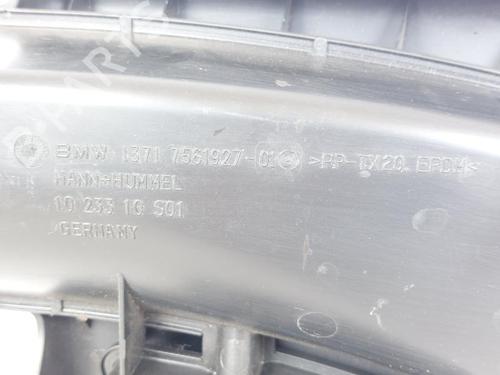 BMW 1371 7561927-01 >PP-TX20 EPDM<
MANN+HUMMEL
10 233 10 S01
GERMANY